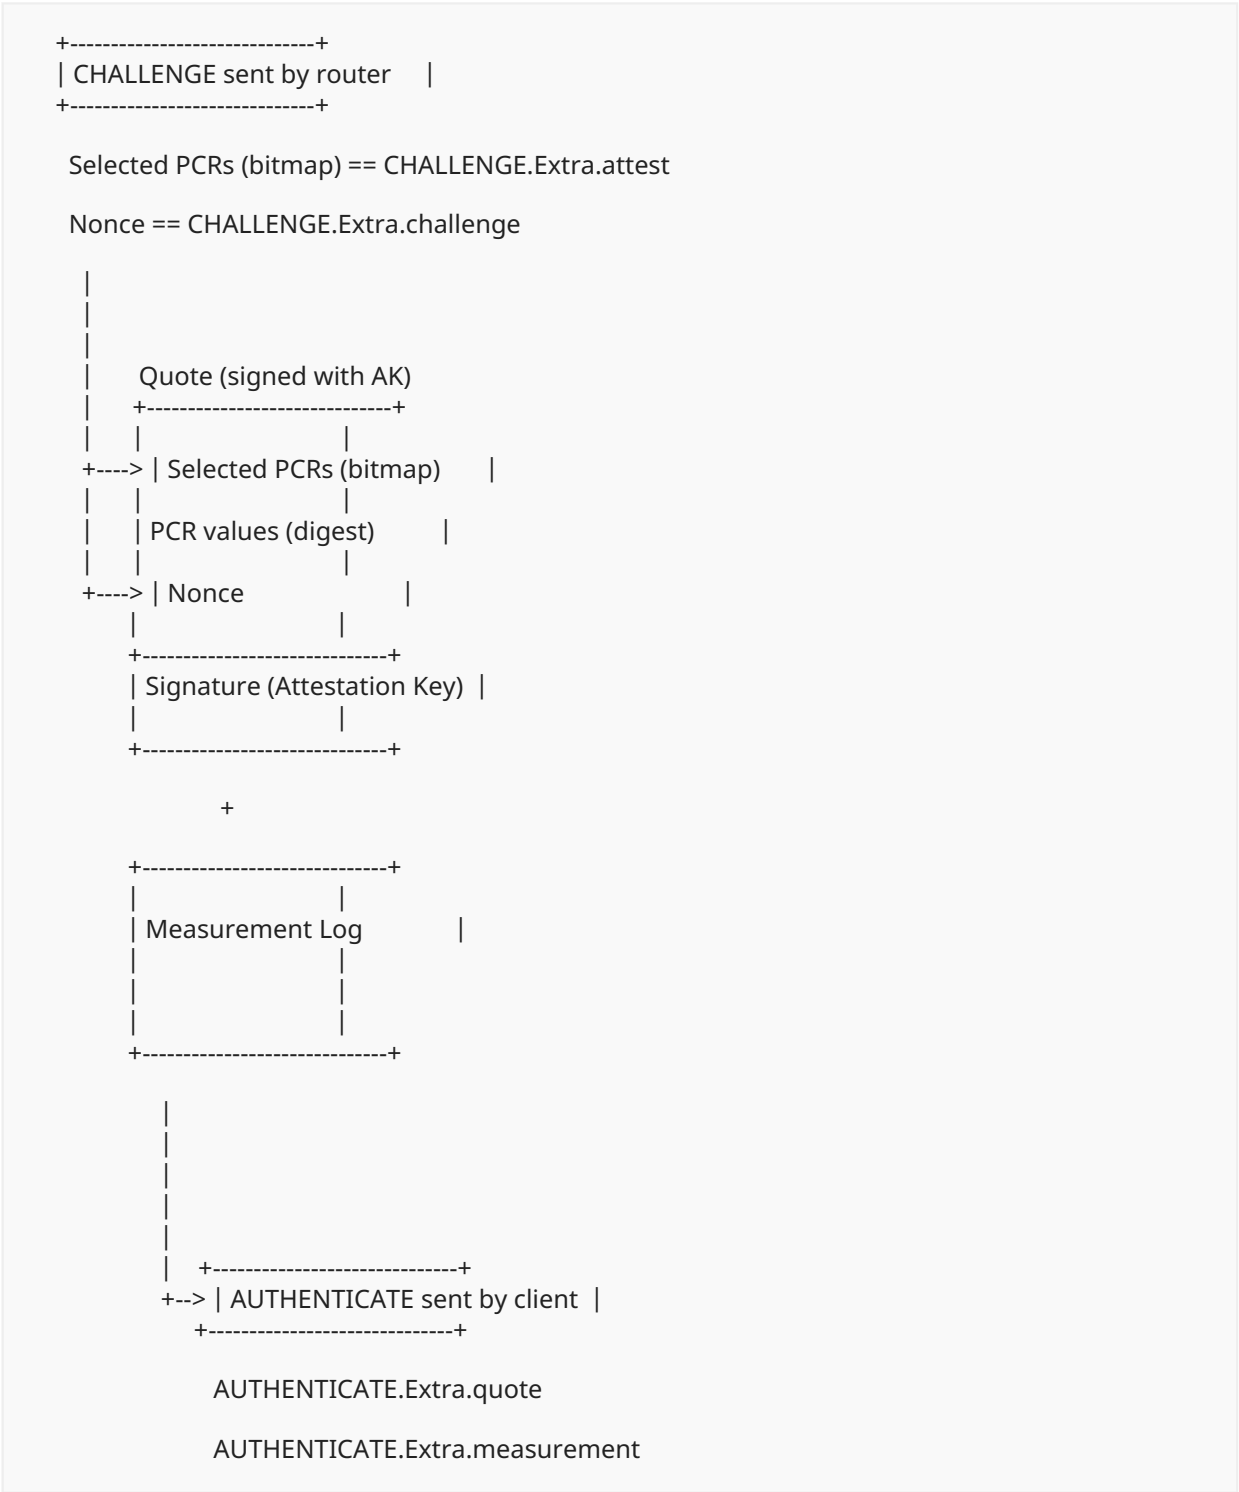 +------------------------------+
| CHALLENGE sent by router     |
+------------------------------+
Selected PCRs (bitmap) == CHALLENGE.Extra.attest
Nonce == CHALLENGE.Extra.challenge
|
|
|
|       Quote (signed with AK)
|      +------------------------------+
|      |                              |
+----> | Selected PCRs (bitmap)       |
|      |                              |
|      | PCR values (digest)          |
|      |                              |
+----> | Nonce                        |
       |                              |
       +------------------------------+
       | Signature (Attestation Key)  |
       |                              |
       +------------------------------+
                    +
       +------------------------------+
       |                              |
       | Measurement Log              |
       |                              |
       |                              |
       |                              |
       +------------------------------+
            |
            |
            |
            |
            |
            |    +------------------------------+
            +--> | AUTHENTICATE sent by client  |
                 +------------------------------+
                   AUTHENTICATE.Extra.quote
                   AUTHENTICATE.Extra.measurement